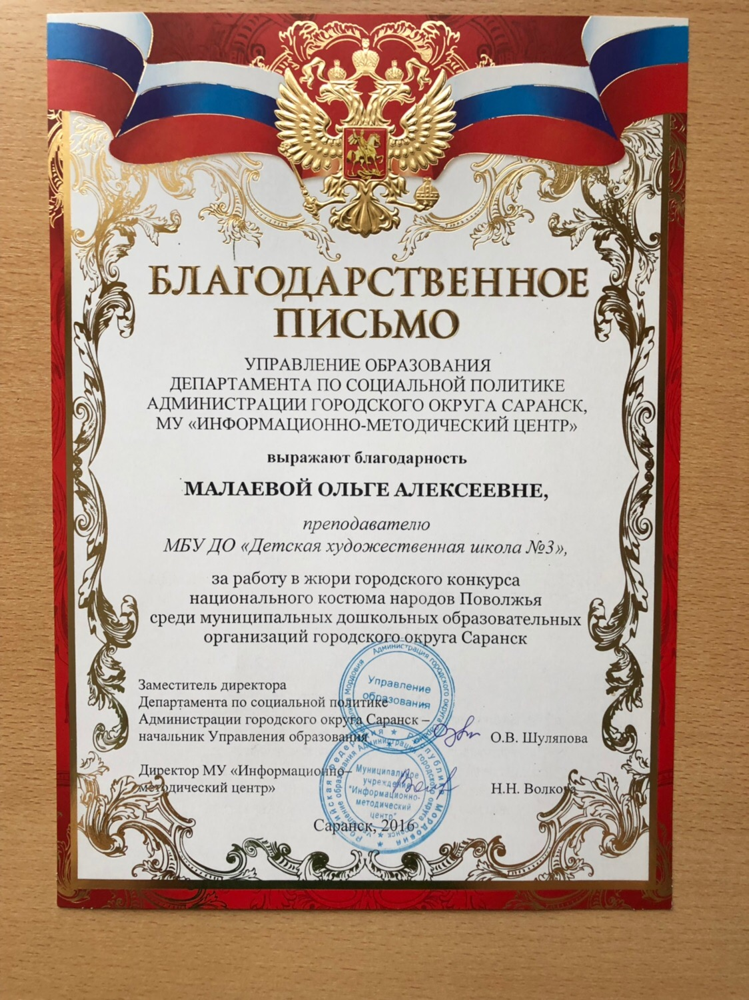 БЛАГОДАРСТВЕННОЕ
ПИСЬМО
УПРАВЛЕНИЕ ОБРАЗОВАНИЯ
ДЕПАРТАМЕНТА ПО СОЦИАЛЬНОЙ ПОЛИТИКЕ
АДМИНИСТРАЦИИ ГОРОДСКОГО ОКРУГА САРАНСК,
МУ «ИНФОРМАЦИОННО-МЕТОДИЧЕСКИЙ ЦЕНТР»
выражают благодарность
МАЛАЕВОЙ ОЛЬГЕ АЛЕКСЕЕВНЕ,
преподавателю
МБУ ДО «Детская художественная школа №3»,
за работу в жюри городского конкурса
национального костюма народов Поволжья
среди муниципальных дошкольных образовательных
организаций городского округа Саранск
Заместитель директора
Департамента по социальной политике
Администрации городского округа Саранск –
начальник Управления образования
О.В. Шуляпова
Директор МУ «Информационно–
методический центр»
Н.Н. Волкова
Саранск, 2016
Администрация городского округа
Управление
образования
Муниципальное
учреждение
"Информационно-
методический
центр"